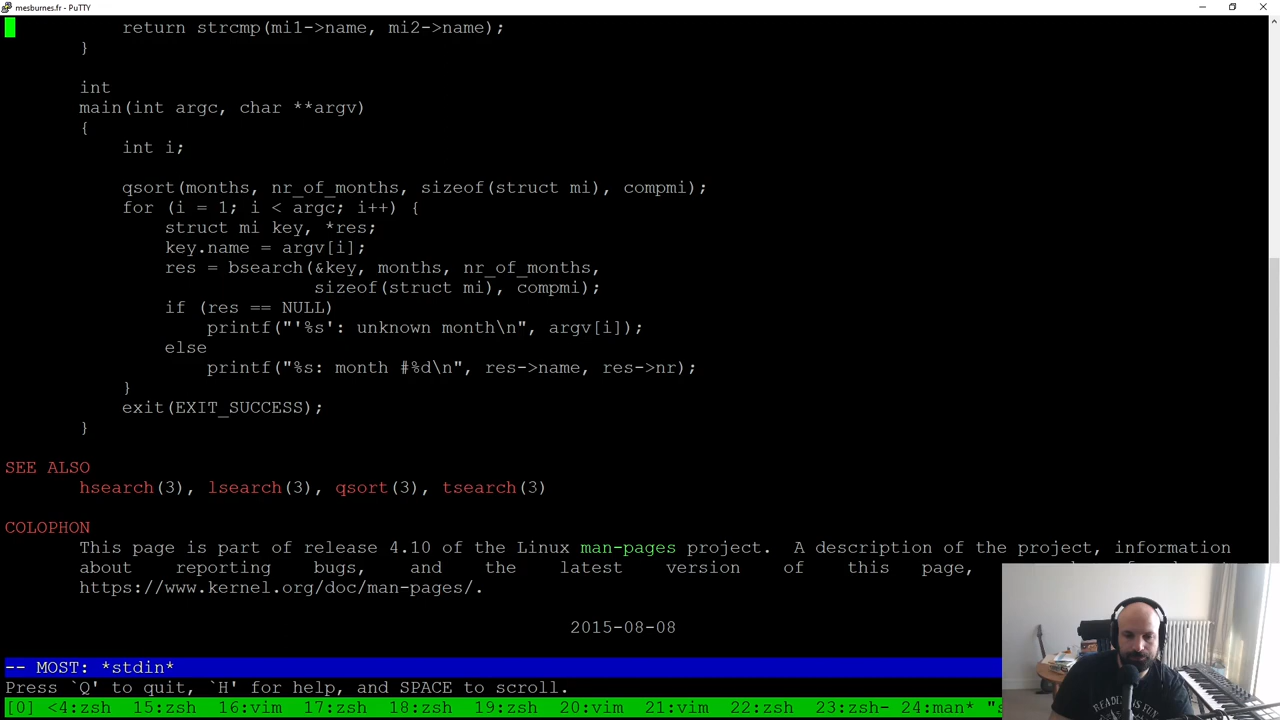 mesburnes.fr - PuTTY
return strcmp(mi1->name, mi2->name);
}
int
main(int argc, char **argv)
{
int i;
qsort(months, nr_of_months, sizeof(struct mi), compmi);
for (i = 1; i < argc; i++) {
struct mi key, *res;
key.name = argv[i];
res = bsearch(&key, months, nr_of_months,
sizeof(struct mi), compmi);
if (res == NULL)
printf("'%s': unknown month\n", argv[i]);
else
printf("%s: month #%d\n", res->name, res->nr);
}
exit(EXIT_SUCCESS);
}
SEE ALSO
hsearch(3), lsearch(3), qsort(3), tsearch(3)
COLOPHON
This page is part of release 4.10 of the Linux man-pages project. A description of the project, information
about reporting bugs, and the latest version of this page,
https://www.kernel.org/doc/man-pages/.
2015-08-08
-- MOST: *stdin*
Press `Q' to quit, `H' for help, and SPACE to scroll.
[0] <4:zsh 15:zsh 16:vim 17:zsh 18:zsh 19:zsh 20:vim 21:vim 22:zsh 23:zsh- 24:man* "s